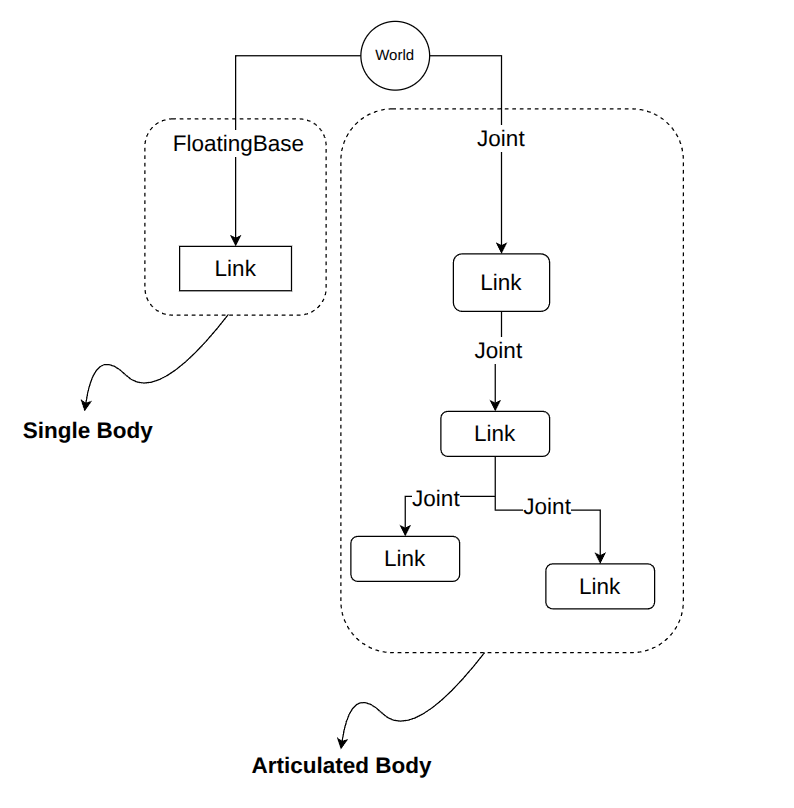 World
FloatingBase
Joint
Link
Link
Joint
Link
Joint
Joint
Link
Link
Single Body
Articulated Body